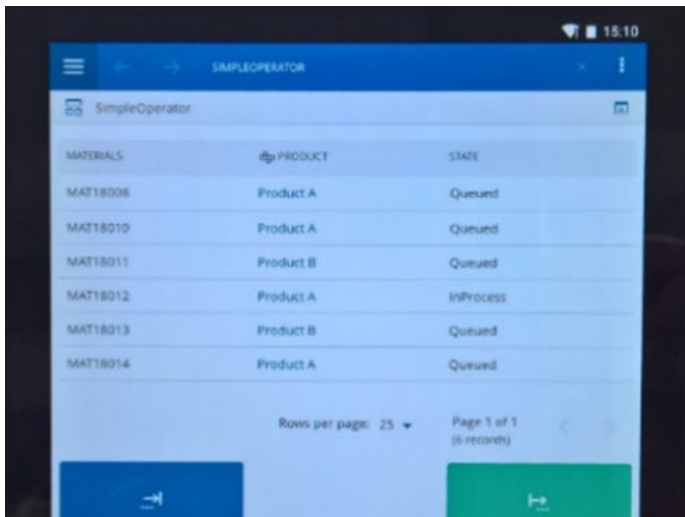 15:10
SIMPLEOPERATOR
SimpleOperator
MATERIALS PRODUCT STATE
MAT18008 Product A Queued
MAT18010 Product A Queued
MAT18011 Product B Queued
MAT18012 Product A InProcess
MAT18013 Product B Queued
MAT18014 Product A Queued
Rows per page: 25 Page 1 of 1
(6 records)